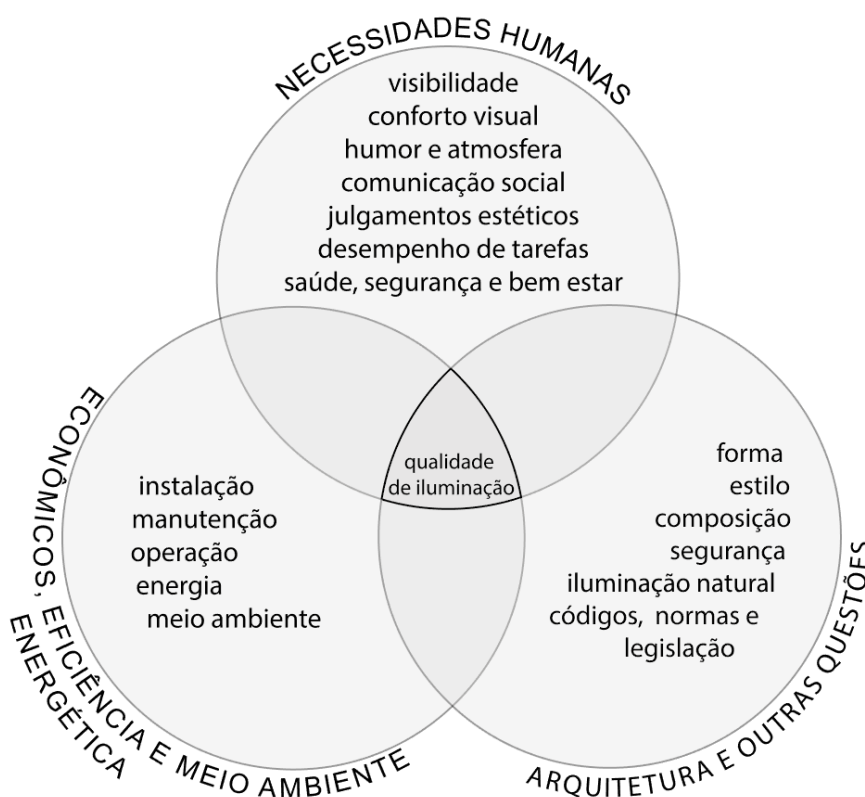 NECESSIDADES HUMANAS
visibilidade
conforto visual
humor e atmosfera
comunicação social
julgamentos estéticos
desempenho de tarefas
saúde, segurança e bem estar
qualidade
de iluminação
ECONÔMICOS, EFICIÊNCIA E MEIO AMBIENTE
ENERGÉTICA
instalação
manutenção
operação
energia
meio ambiente
forma
estilo
composição
segurança
iluminação natural
códigos, normas e
legislação
ARQUITETURA E OUTRAS QUESTÕES